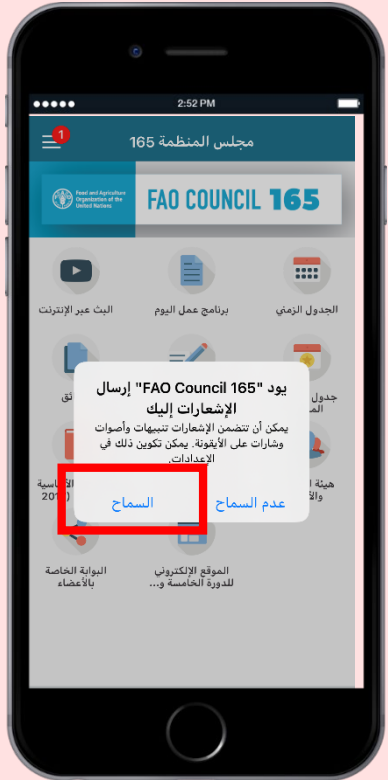 2:52 PM
1
مجلس المنظمة 165
Food and Agriculture
Organization of the
United Nations
FAO COUNCIL 165
الجدول الزمني
برنامج عمل اليوم
البث عبر الإنترنت
جدول
ثق
يود "FAO Council 165" إرسال
الإشعارات إليك
يمكن أن تتضمن الإشعارات تنبيهات وأصوات
وشارات على الأيقونة. يمكن تكوين ذلك في
الإعدادات.
هيئة
عدم السماح
السماح
الموقع الإلكتروني
للدورة الخامسة و...
البوابة الخاصة
بالأعضاء